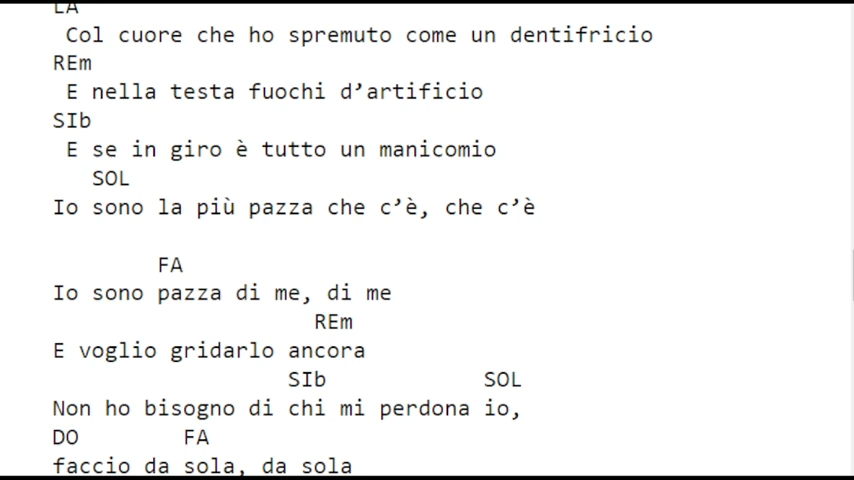 LA
Col cuore che ho spremuto come un dentifricio
REm
E nella testa fuochi d’artificio
SIb
E se in giro è tutto un manicomio
SOL
Io sono la più pazza che c’è, che c’è
FA
Io sono pazza di me, di me
REm
E voglio gridarlo ancora
SIb SOL
Non ho bisogno di chi mi perdona io,
DO FA
faccio da sola, da sola